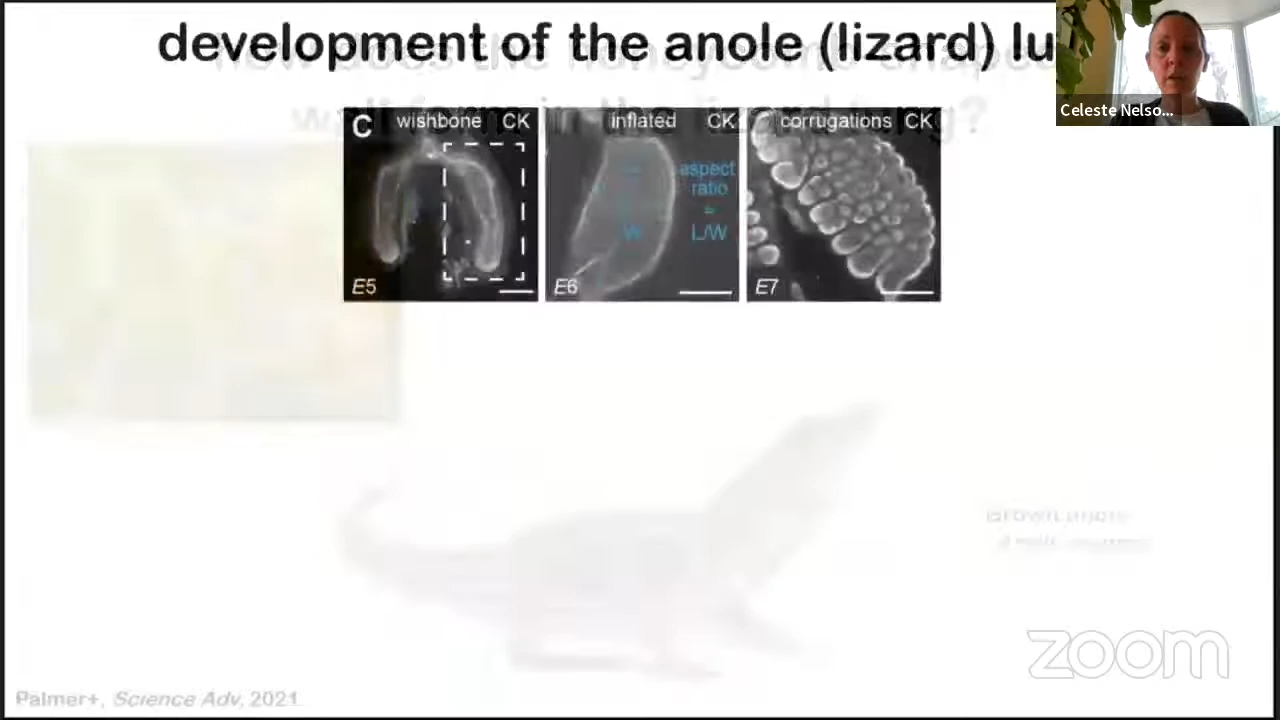 development of the anole (lizard) lu
how does the honeycomb shape
wall form in the lizard lung?
Celeste Nelso...
C wishbone CK
E5
inflated CK
aspect
ratio
=
L/W
W
E6
corrugations CK
E7
Brown anole
zoom
Palmer+, Science Adv, 2021